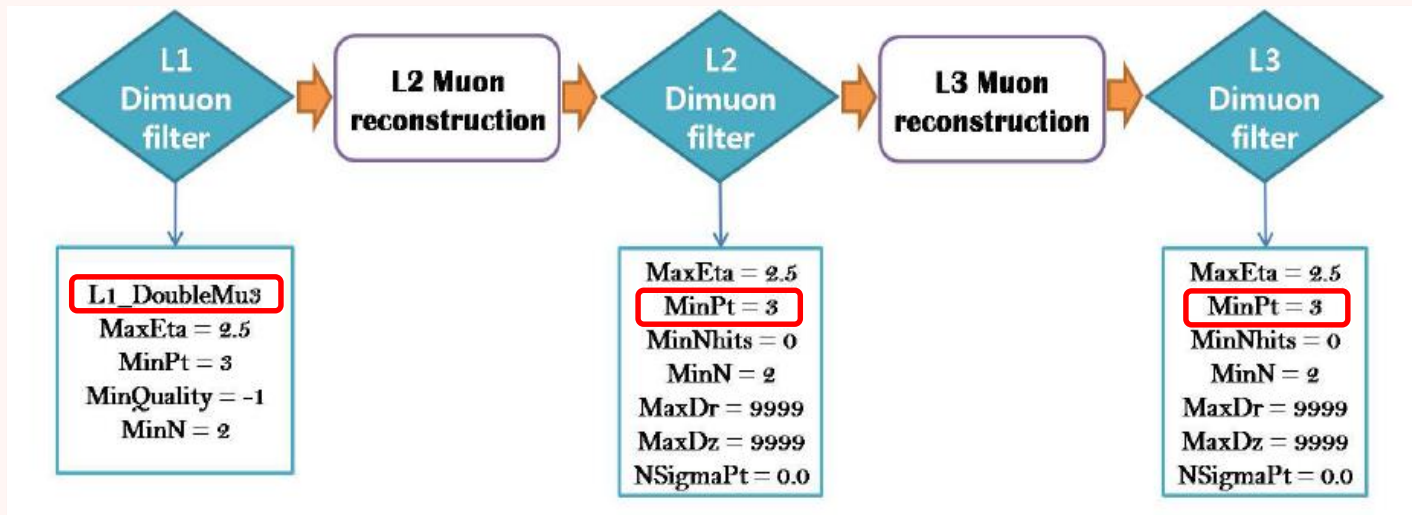 L1
Dimuon
filter
L2 Muon
reconstruction
L2
Dimuon
filter
L3 Muon
reconstruction
L3
Dimuon
filter
L1_DoubleMu3
MaxEta = 2.5
MinPt = 3
MinQuality = -1
MinN = 2
MaxEta = 2.5
MinPt = 3
MinNhits = 0
MinN = 2
MaxDr = 9999
MaxDz = 9999
NSigmaPt = 0.0
MaxEta = 2.5
MinPt = 3
MinNhits = 0
MinN = 2
MaxDr = 9999
MaxDz = 9999
NSigmaPt = 0.0